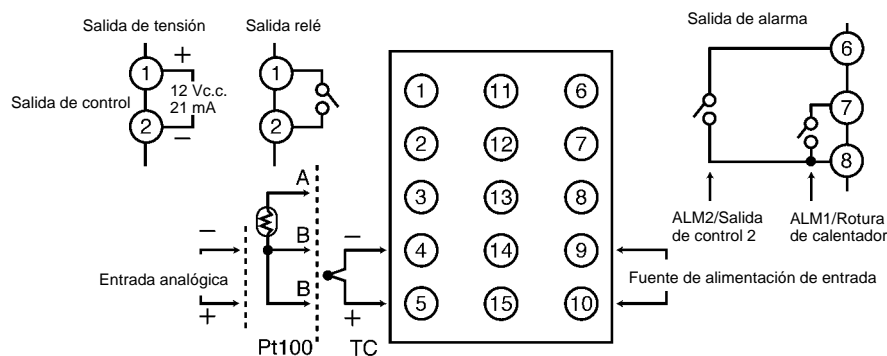 Salida de tensión
Salida relé
Salida de alarma
Salida de control
1
+
12 Vc.c.
21 mA
2
−
1
2
6
7
8
ALM2/Salida
de control 2
ALM1/Rotura
de calentador
1 11 6
2 12 7
3 13 8
4 14 9
5 15 10
A
B
B
−
Entrada analógica
+
−
+
Pt100
TC
Fuente de alimentación de entrada